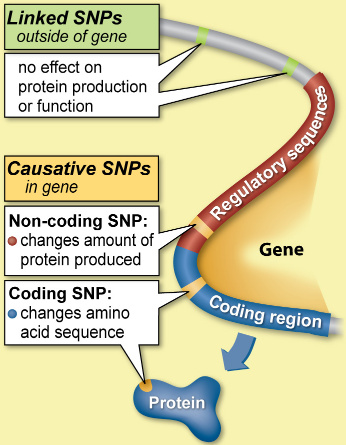 Linked SNPs
outside of gene
no effect on
protein production
or function
Regulatory sequences
Causative SNPs
in gene
Non-coding SNP:
changes amount of
protein produced
Gene
Coding SNP:
changes amino
acid sequence
Coding region
Protein